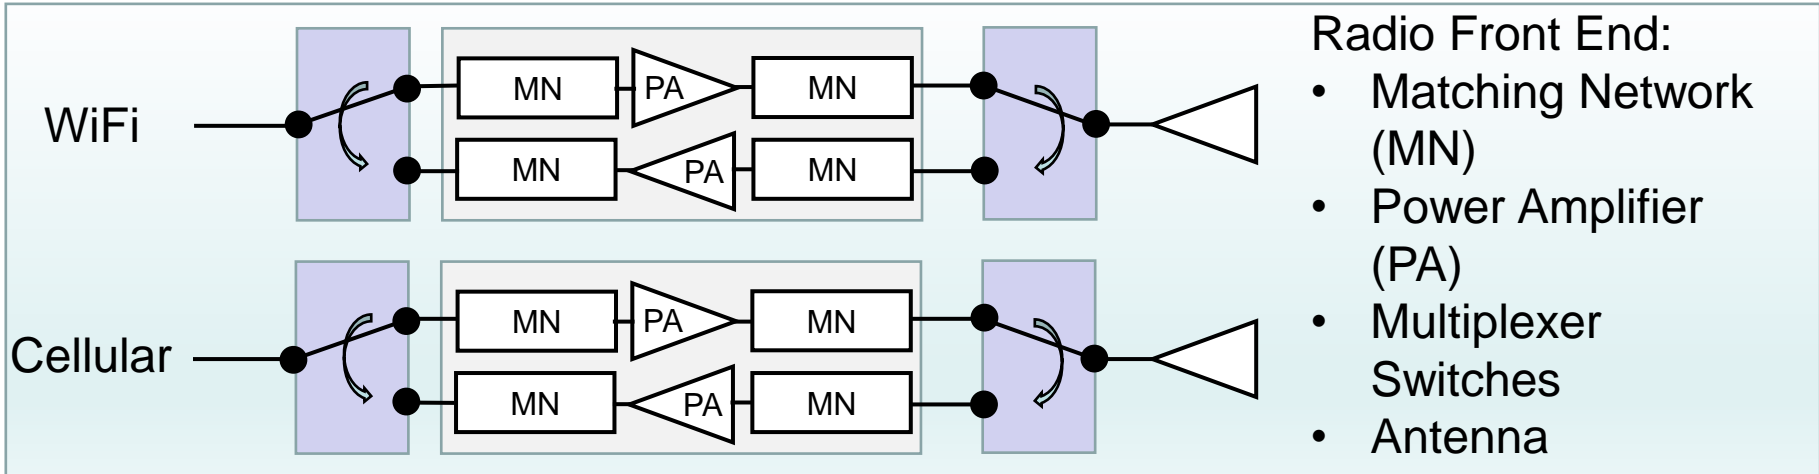 WiFi
MN
PA
MN
MN
PA
MN
Cellular
MN
PA
MN
MN
PA
MN
Radio Front End:
• Matching Network
(MN)
• Power Amplifier
(PA)
• Multiplexer
Switches
• Antenna